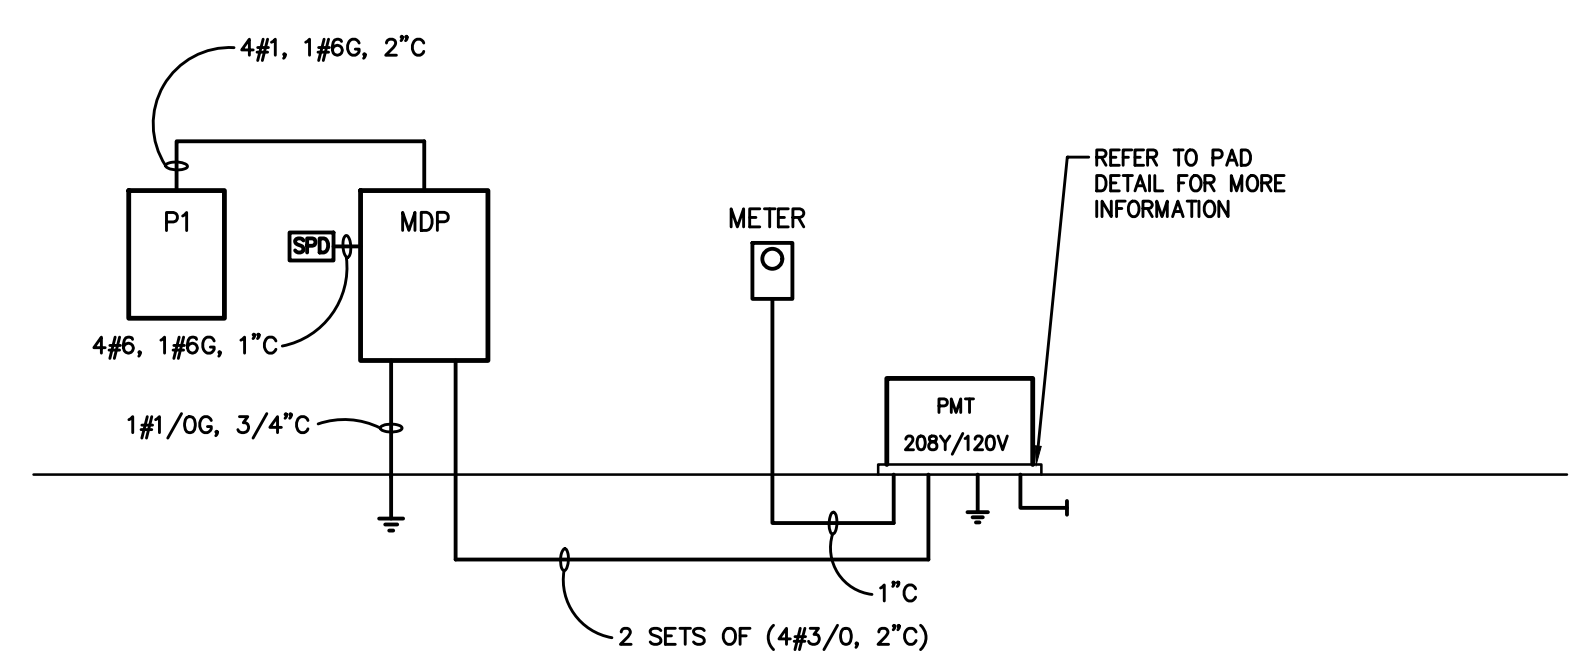 4#1, 1#6G, 2"C
REFER TO PAD
DETAIL FOR MORE
INFORMATION
P1
MDP
METER
SPD
4#6, 1#6G, 1"C
PMT
208Y/120V
1#1/0G, 3/4"C
1"C
2 SETS OF (4#3/0, 2"C)